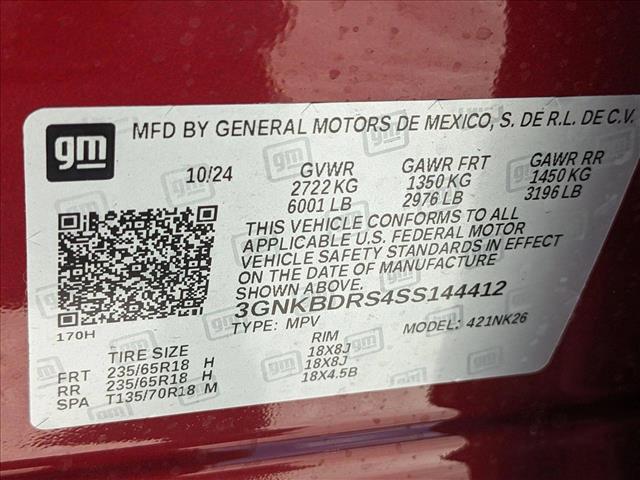 gm
MFD BY GENERAL MOTORS DE MEXICO, S. DE R.L. DE C.V.
10/24 GVWR GAWR FRT GAWR RR
2722 KG 1350 KG 1450 KG
6001 LB 2976 LB 3196 LB
THIS VEHICLE CONFORMS TO ALL
APPLICABLE U.S. FEDERAL MOTOR
VEHICLE SAFETY STANDARDS IN EFFECT
ON THE DATE OF MANUFACTURE
SHOWN ABOVE.
3GNKBDRS4SS144412
170H TYPE: MPV MODEL: 421NK26
TIRE SIZE RIM
FRT 235/65R18 H 18X8J
RR 235/65R18 H 18X8J
SPA T135/70R18 M 18X4.5B